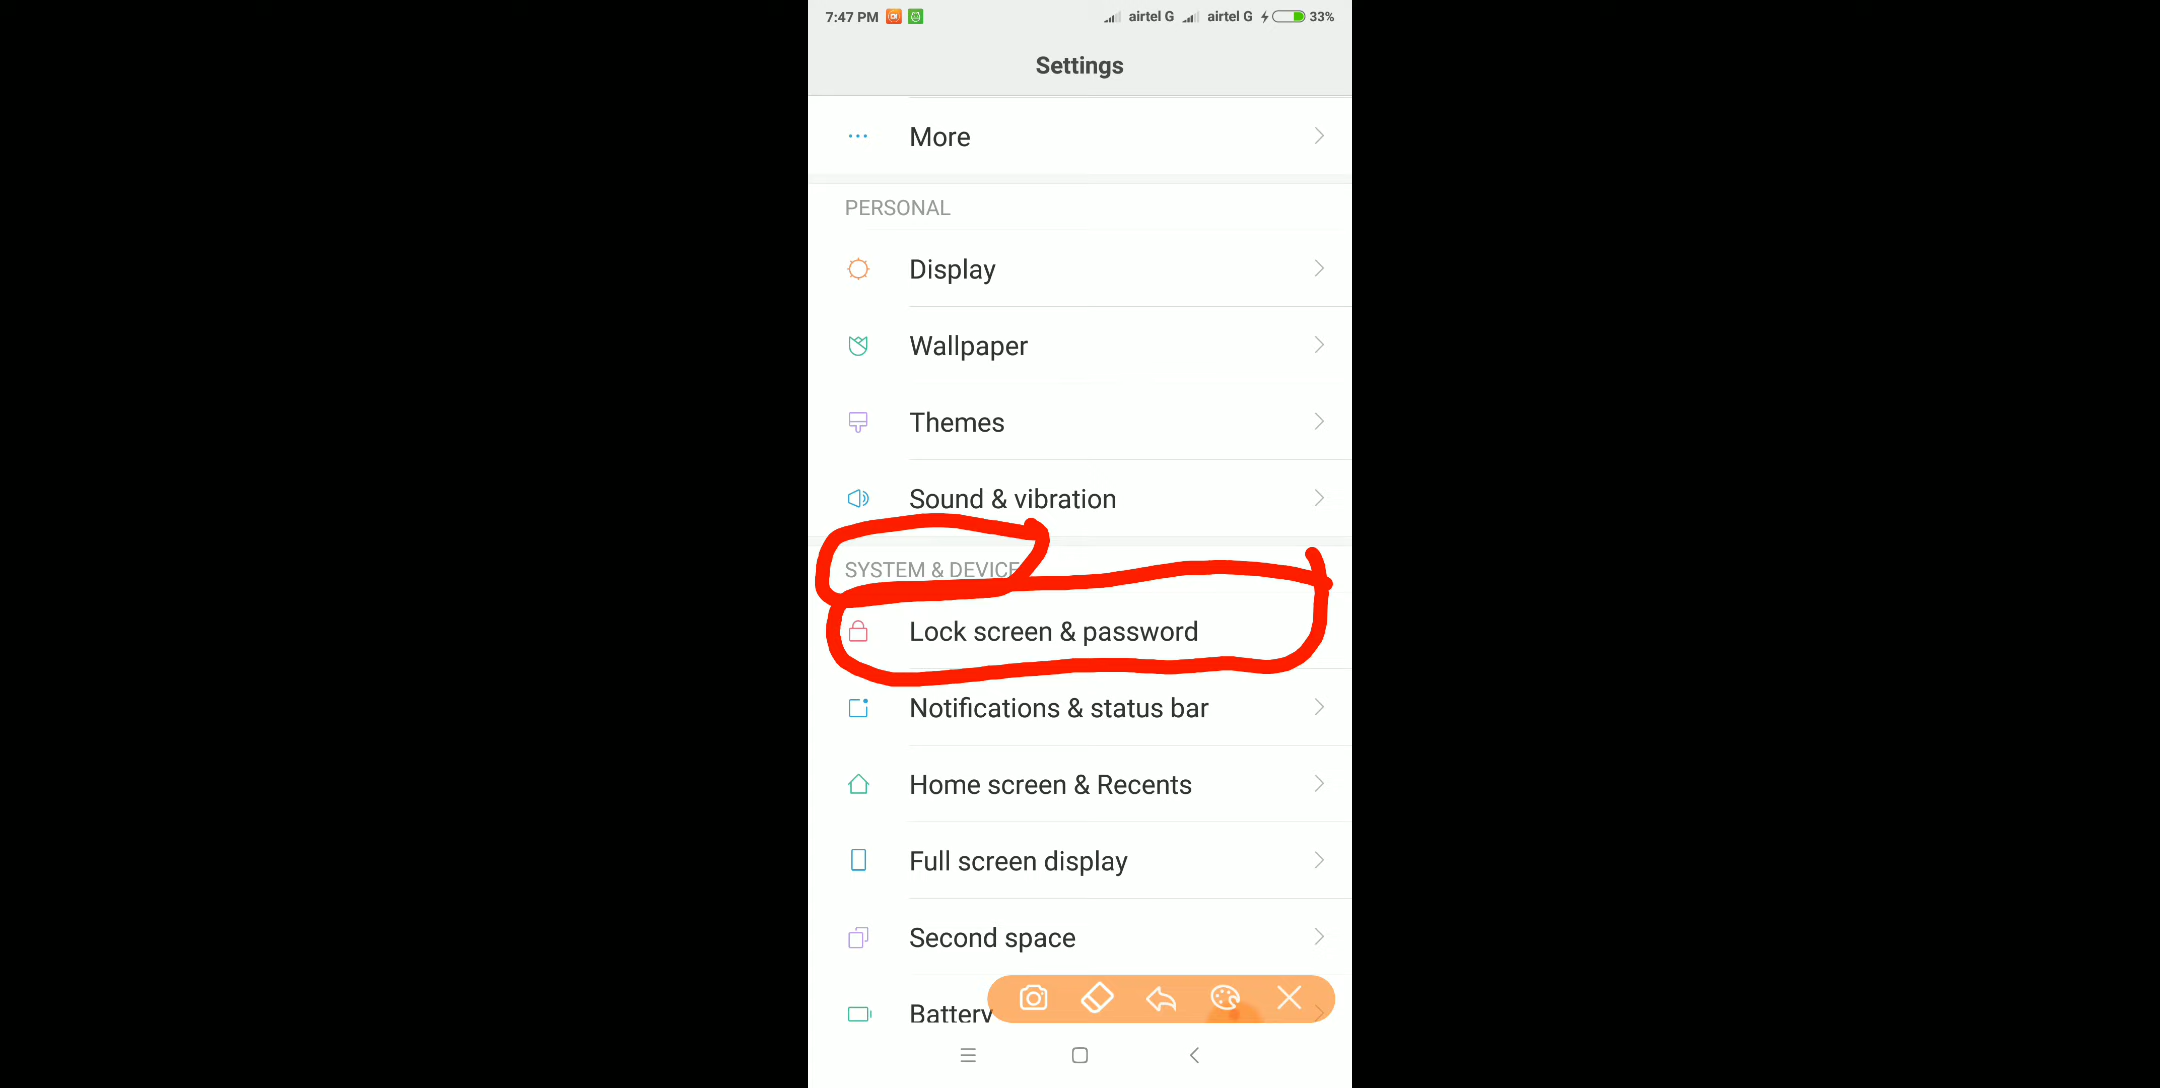 7:47 PM airtel G airtel G 33%
Settings
More
PERSONAL
Display
Wallpaper
Themes
Sound & vibration
SYSTEM & DEVICE
Lock screen & password
Notifications & status bar
Home screen & Recents
Full screen display
Second space
Battery